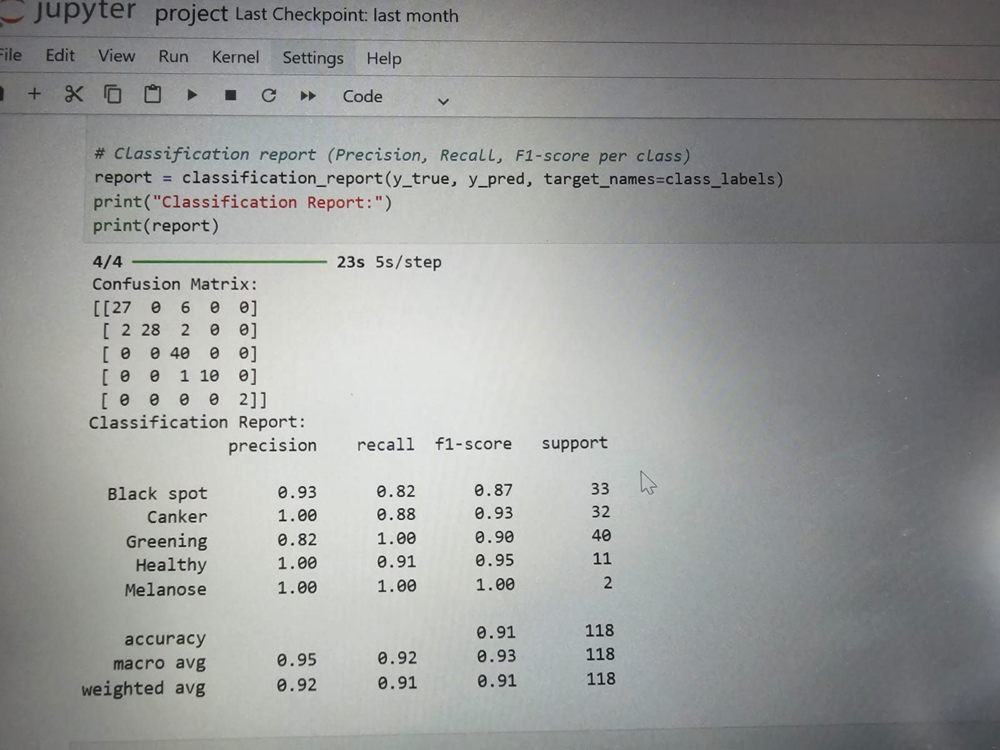 jupyter project Last Checkpoint: last month
File Edit View Run Kernel Settings Help
Code
# Classification report (Precision, Recall, F1-score per class)
report = classification_report(y_true, y_pred, target_names=class_labels)
print("Classification Report:")
print(report)
4/4 23s 5s/step
Confusion Matrix:
[[27 0 6 0 0]
[ 2 28 2 0 0]
[ 0 0 40 0 0]
[ 0 0 1 10 0]
[ 0 0 0 0 2]]
Classification Report:
precision recall f1-score support
Black spot 0.93 0.82 0.87 33
Canker 1.00 0.88 0.93 32
Greening 0.82 1.00 0.90 40
Healthy 1.00 0.91 0.95 11
Melanose 1.00 1.00 1.00 2
accuracy 0.91 118
macro avg 0.95 0.92 0.93 118
weighted avg 0.92 0.91 0.91 118